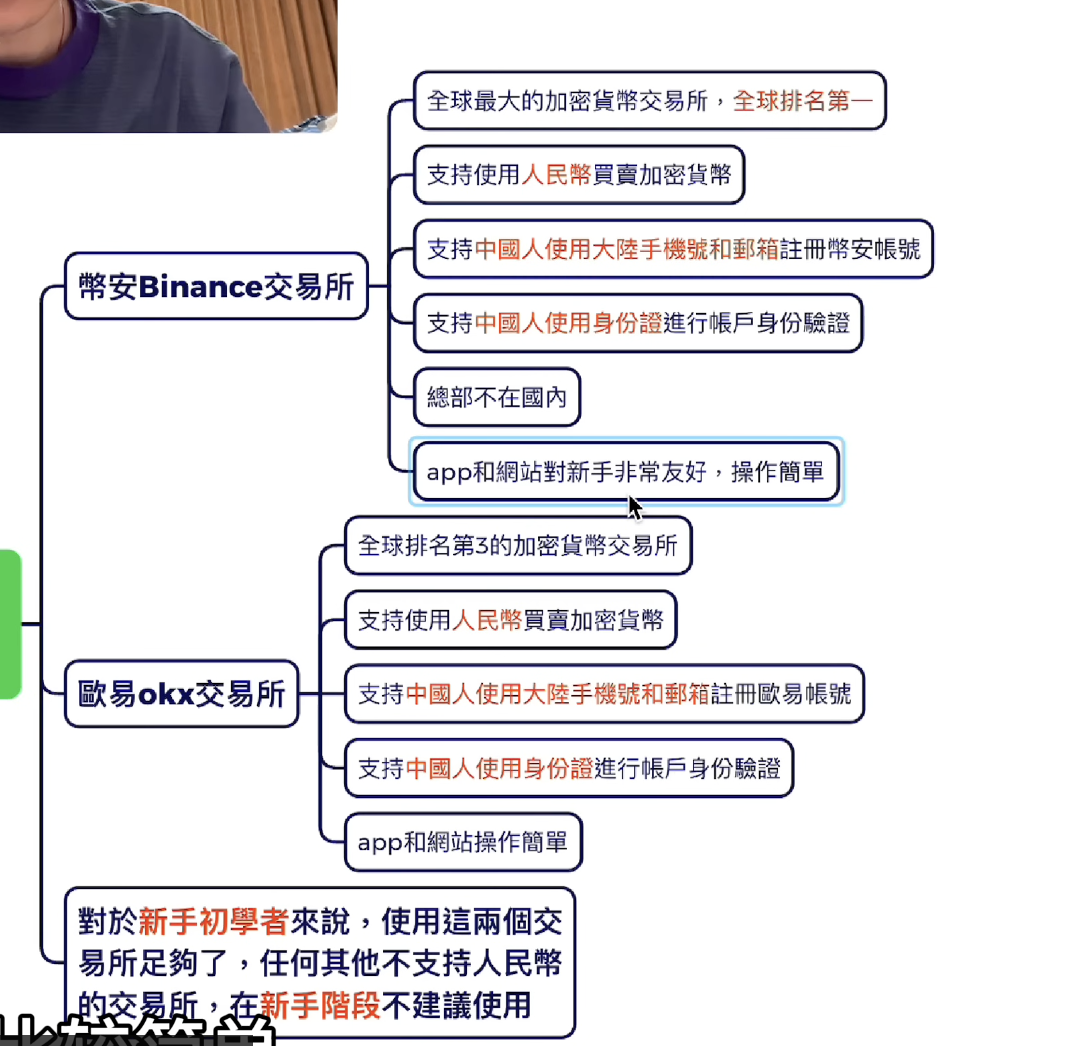 全球最大的加密貨幣交易所，全球排名第一
支持使用人民幣買賣加密貨幣
支持中國人使用大陸手機號和郵箱註冊幣安帳號
幣安Binance交易所
支持中國人使用身份證進行帳戶身份驗證
總部不在國內
app和網站對新手非常友好，操作簡單
全球排名第3的加密貨幣交易所
支持使用人民幣買賣加密貨幣
歐易okx交易所
支持中國人使用大陸手機號和郵箱註冊歐易帳號
支持中國人使用身份證進行帳戶身份驗證
app和網站操作簡單
對於新手初學者來說，使用這兩個交
易所足夠了，任何其他不支持人民幣
的交易所，在新手階段不建議使用
比較簡單